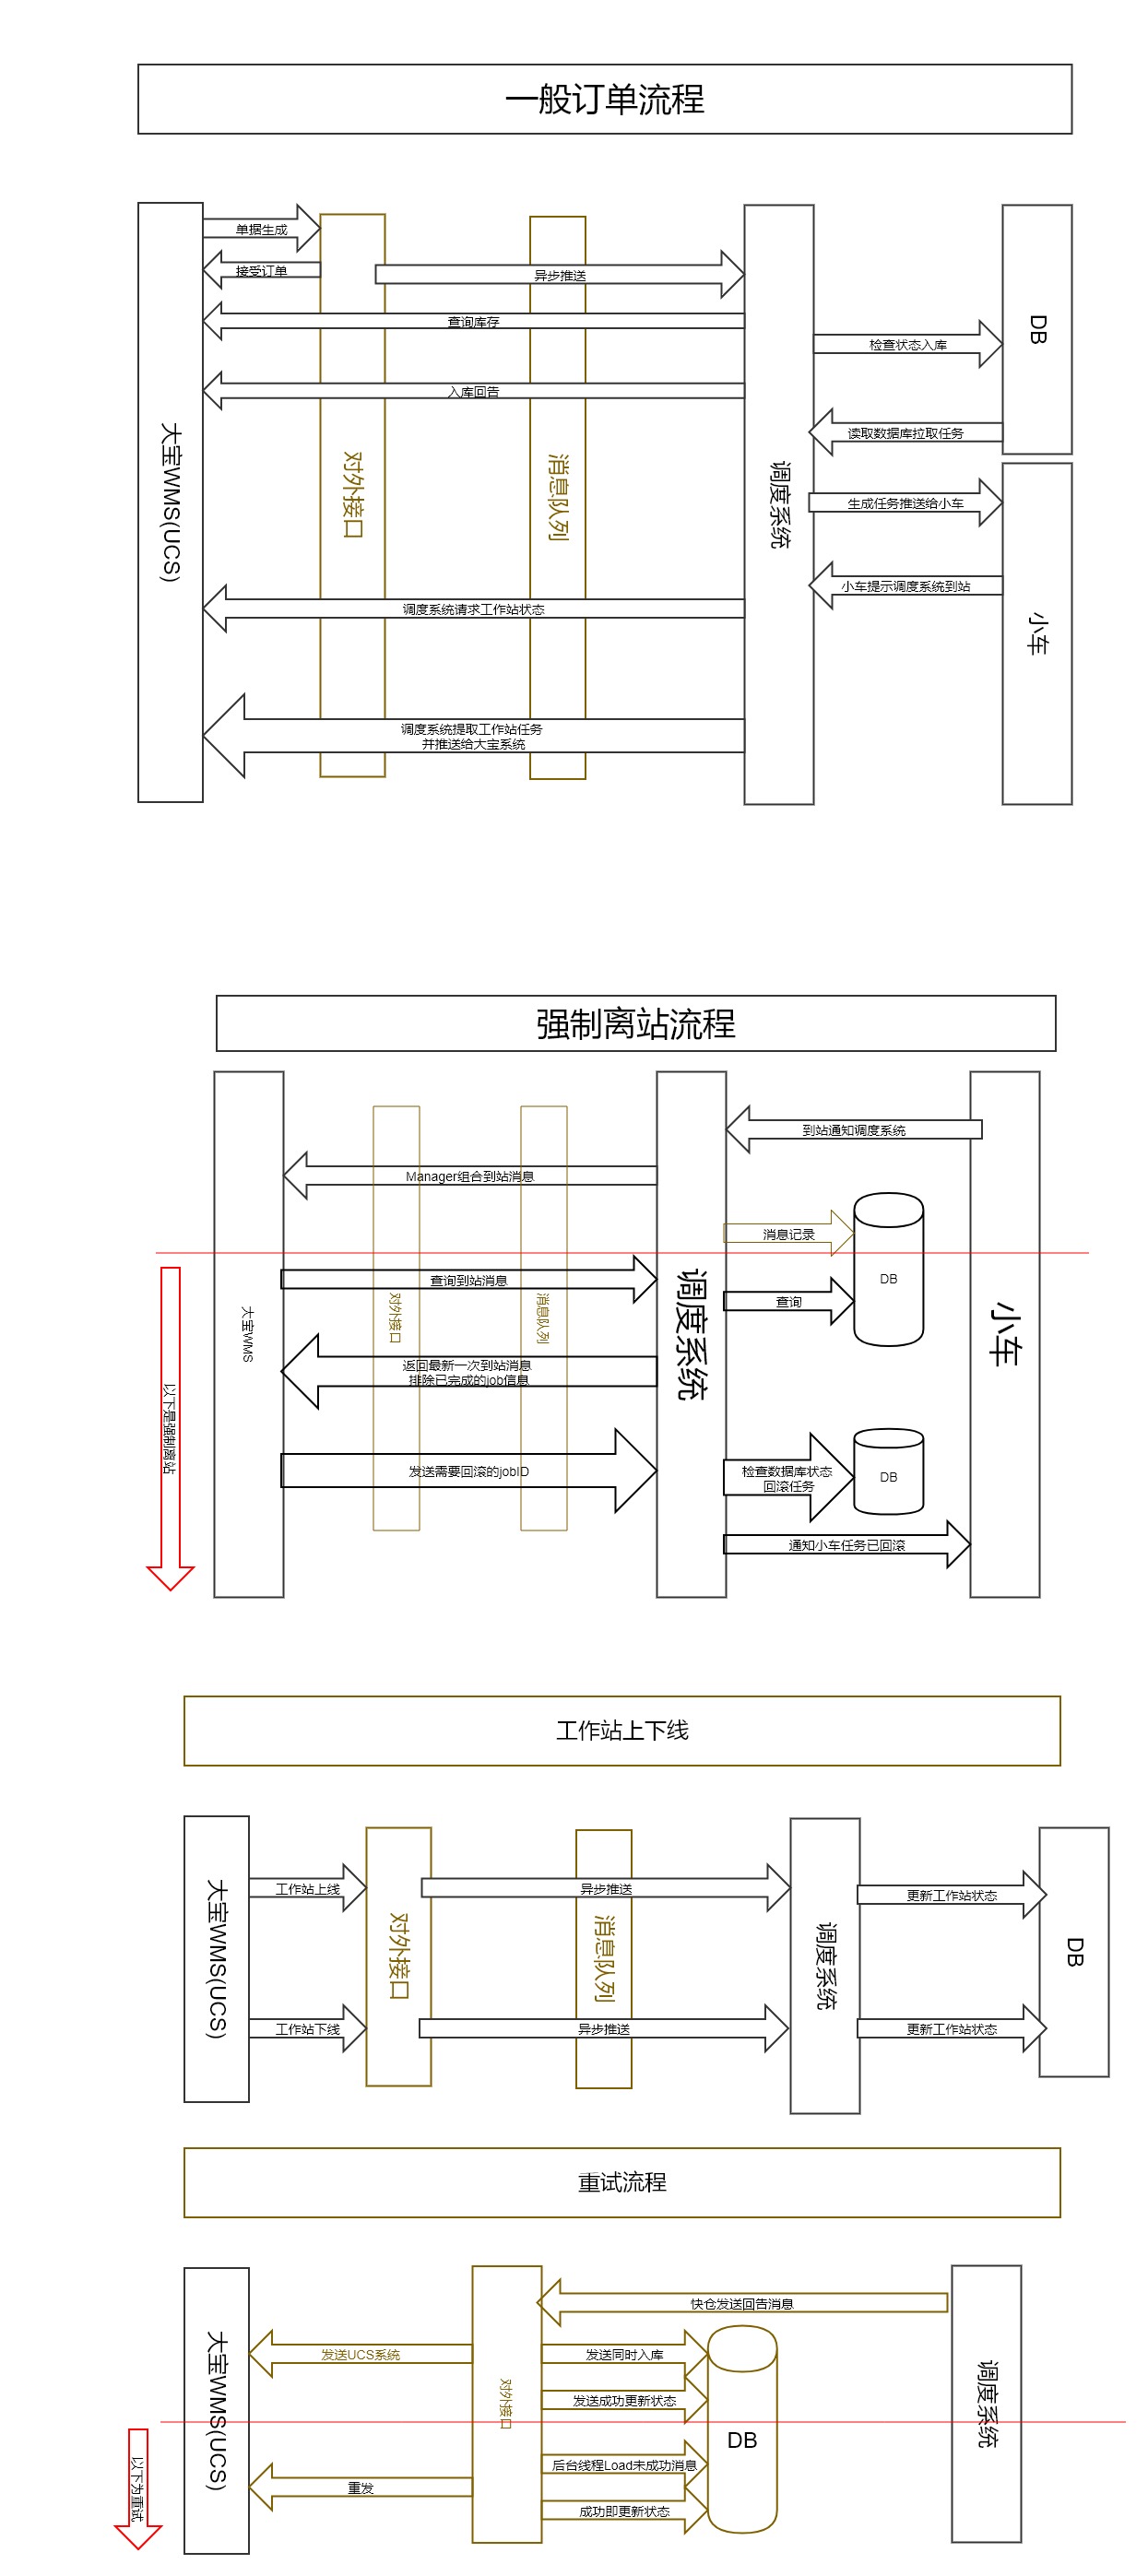 一般订单流程
单据生成
接受订单
异步推送
查询库存
检查状态入库
DB
入库回告
读取数据库拉取任务
大宝WMS(UCS)
对外接口
消息队列
调度系统
生成任务推送给小车
小车提示调度系统到站
小车
调度系统请求工作站状态
调度系统提取工作站任务
并推送给大宝系统
强制离站流程
到站通知调度系统
Manager组合到站消息
消息记录
DB
查询到站消息
查询
大宝WMS
对外接口
消息队列
调度系统
小车
返回最新一次到站消息
排除已完成的job信息
以下是强制离站
发送需要回滚的jobID
检查数据库状态
回滚任务
DB
通知小车任务已回滚
工作站上下线
工作站上线
异步推送
更新工作站状态
大宝WMS(UCS)
对外接口
消息队列
调度系统
DB
工作站下线
异步推送
更新工作站状态
重试流程
快仓发送回告消息
发送UCS系统
发送同时入库
发送成功更新状态
大宝WMS(UCS)
对外接口
DB
调度系统
以下为重试
后台线程Load未成功消息
重发
成功即更新状态